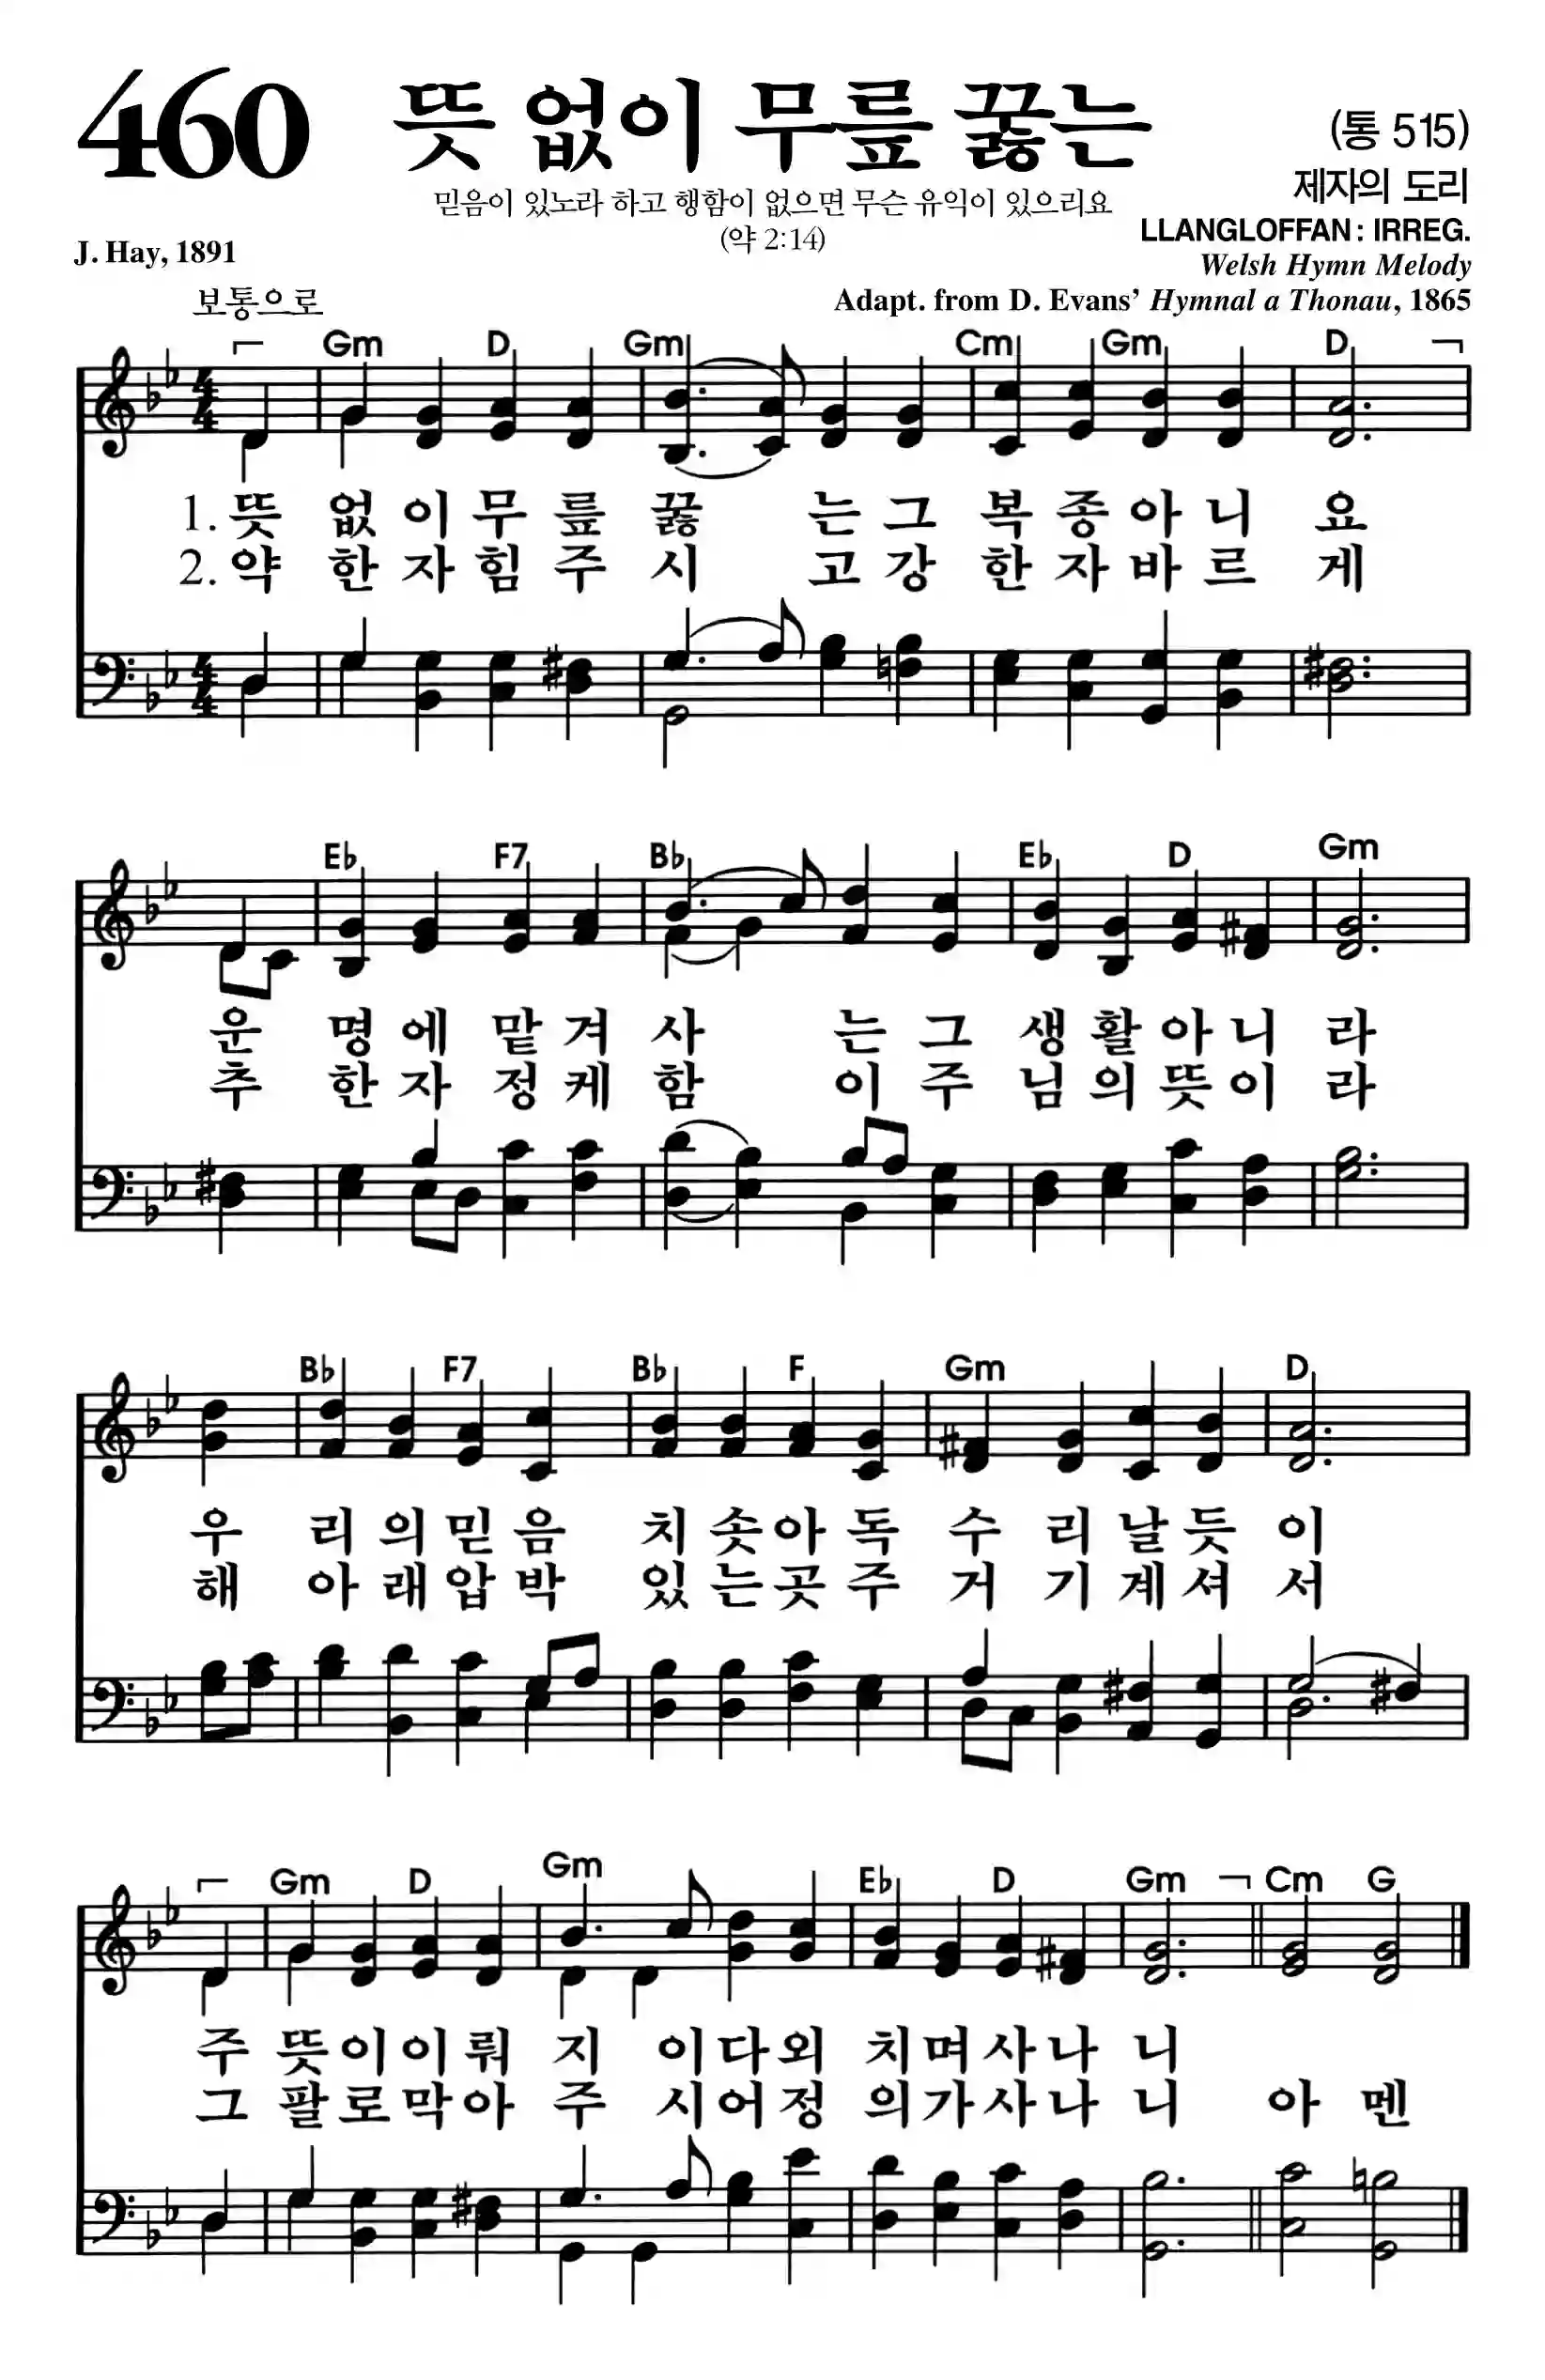 460 뜻 없이 무릎 꿇는 (통 515)
제자의 도리
믿음이 있노라 하고 행함이 없으면 무슨 유익이 있으리요
(약 2:14)
LLANGLOFFAN: IRREG.
J. Hay, 1891
Welsh Hymn Melody
보통으로
Adapt. from D. Evans’ Hymnal a Thonau, 1865
Gm D Gm Cm Gm D
4 4
1. 뜻 없 이 무 릎 꿇 는 그 복 종 아 니 요
2. 약 한 자 힘 주 시 고 강 한 자 바 르 게
4 4
E♭ F7 B♭ E♭ D Gm
운 명 에 맡 겨 사 는 그 생 활 아 니 라
추 한 자 정 케 함 이 주 님 의 뜻 이 라
B♭ F7 B♭ F Gm D
우 리 의 믿 음 치 솟 아 독 수 리 날 듯 이
해 아 래 압 박 있 는 곳 주 거 기 계 셔 서
Gm D Gm E♭ D Gm Cm G
주 뜻 이 이 뤄 지 이 다 외 치 며 사 나 니
그 팔 로 막 아 주 시 어 정 의 가 사 나 니 아 멘